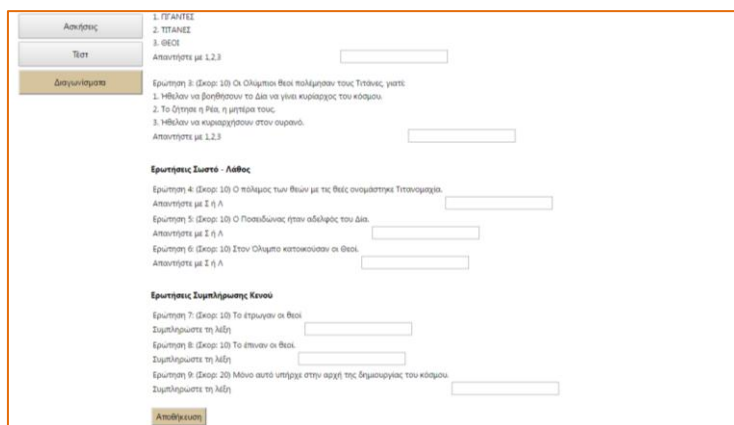 Ασκήσεις
Τέστ
Διαγωνίσματα
1. ΓΙΓΑΝΤΕΣ
2. ΤΙΤΑΝΕΣ
3. ΘΕΟΙ
Απαντήστε με 1,2,3
Ερώτηση 3: (Σκορ: 10) Οι Ολύμπιοι θεοί πολέμησαν τους Τιτάνες, γιατί:
1. Ήθελαν να βοηθήσουν το Δία να γίνει κυρίαρχος του κόσμου.
2. Το ζήτησε η Ρέα, η μητέρα τους.
3. Ήθελαν να κυριαρχήσουν στον ουρανό.
Απαντήστε με 1,2,3
Ερωτήσεις Σωστό - Λάθος
Ερώτηση 4: (Σκορ: 10) Ο πόλεμος των θεών με τις θεές ονομάστηκε Τιτανομαχία.
Απαντήστε με Σ ή Λ
Ερώτηση 5: (Σκορ: 10) Ο Ποσειδώνας ήταν αδελφός του Δία.
Απαντήστε με Σ ή Λ
Ερώτηση 6: (Σκορ: 10) Στον Όλυμπο κατοικούσαν οι Θεοί.
Απαντήστε με Σ ή Λ
Ερωτήσεις Συμπλήρωσης Κενού
Ερώτηση 7: (Σκορ: 10) Το έτρωγαν οι θεοί
Συμπληρώστε τη λέξη
Ερώτηση 8: (Σκορ: 10) Το έπιναν οι θεοί.
Συμπληρώστε τη λέξη
Ερώτηση 9: (Σκορ: 20) Μόνο αυτό υπήρχε στην αρχή της δημιουργίας του κόσμου.
Συμπληρώστε τη λέξη
Αποθήκευση